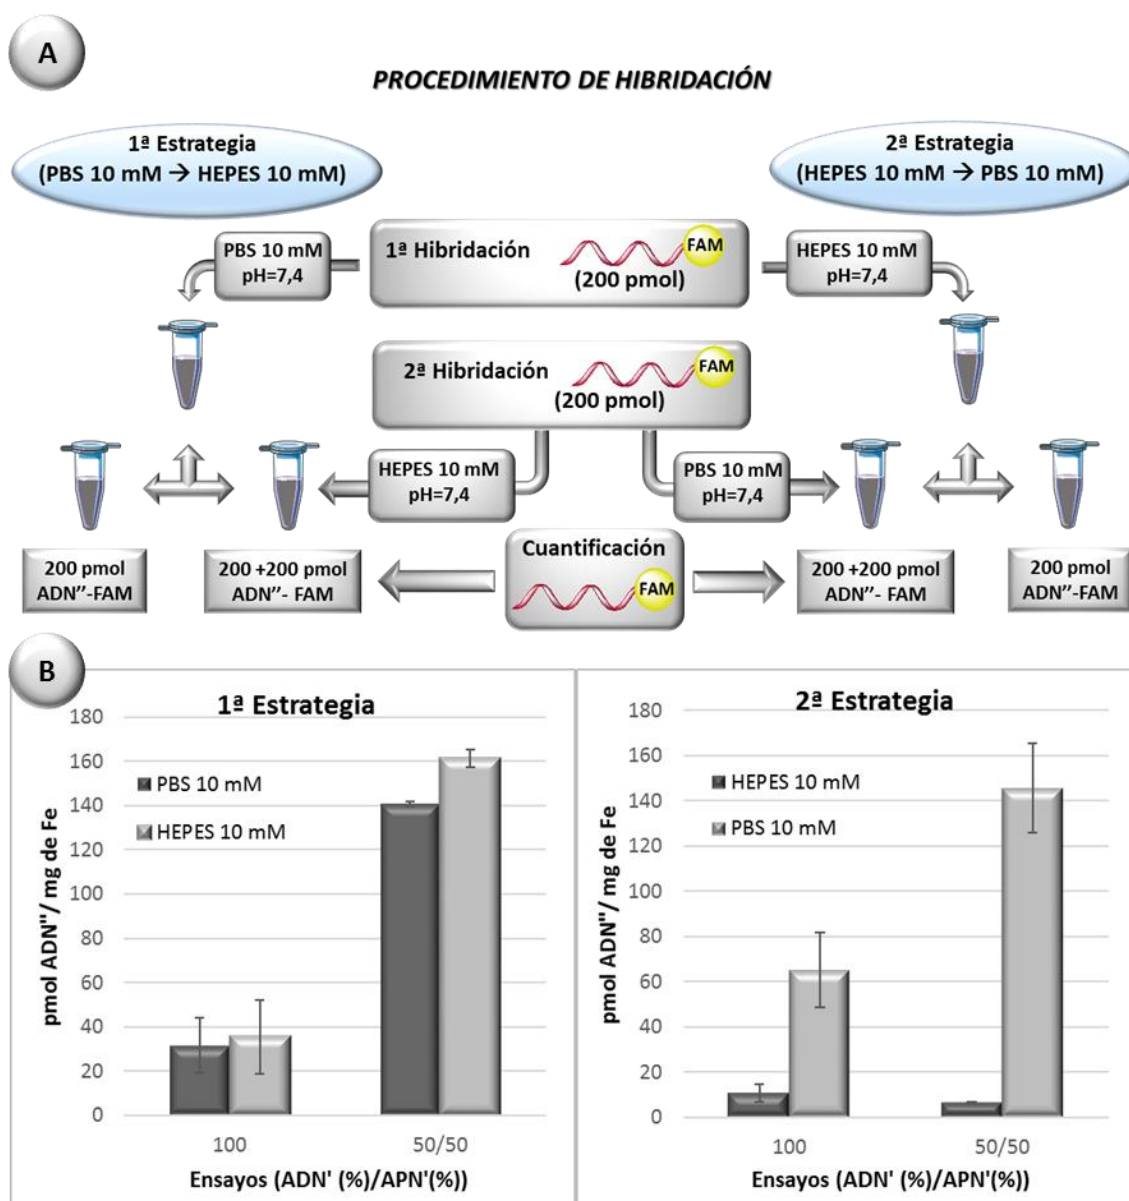 A
PROCEDIMIENTO DE HIBRIDACIÓN
1ª Estrategia
(PBS 10 mM → HEPES 10 mM)
2ª Estrategia
(HEPES 10 mM → PBS 10 mM)
PBS 10 mM
pH=7,4
1ª Hibridación
FAM
(200 pmol)
HEPES 10 mM
pH=7,4
2ª Hibridación
FAM
(200 pmol)
HEPES 10 mM
pH=7,4
PBS 10 mM
pH=7,4
200 pmol
ADN''-FAM
200 +200 pmol
ADN''- FAM
Cuantificación
FAM
200 +200 pmol
ADN''- FAM
200 pmol
ADN''-FAM
B
1ª Estrategia
pmol ADN''/ mg de Fe
180
160
140
120
100
80
60
40
20
0
PBS 10 mM
HEPES 10 mM
100
50/50
Ensayos (ADN' (%)/APN'(%))
2ª Estrategia
pmol ADN''/ mg de Fe
180
160
140
120
100
80
60
40
20
0
HEPES 10 mM
PBS 10 mM
100
50/50
Ensayos (ADN' (%)/APN'(%))